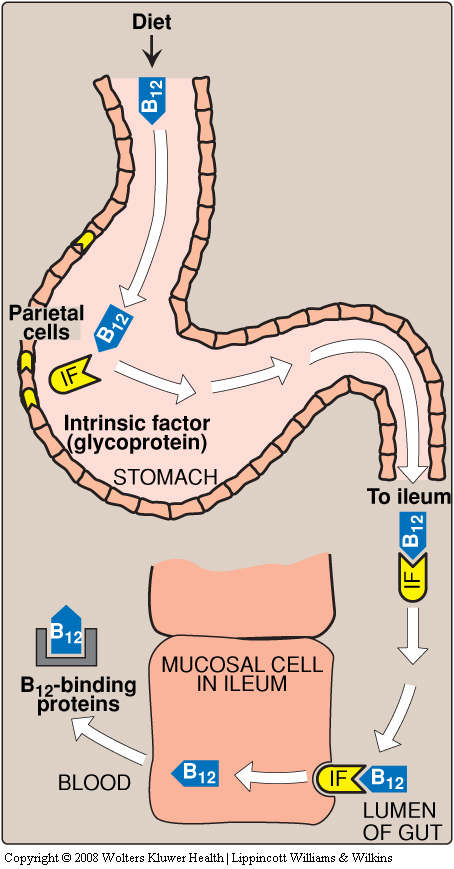 Diet
B12
Parietal
cells
B12
IF
Intrinsic factor
(glycoprotein)
STOMACH
To ileum
B12
IF
B12
B12-binding
proteins
MUCOSAL CELL
IN ILEUM
B12
IF
B12
BLOOD
LUMEN
OF GUT
Copyright © 2008 Wolters Kluwer Health | Lippincott Williams & Wilkins